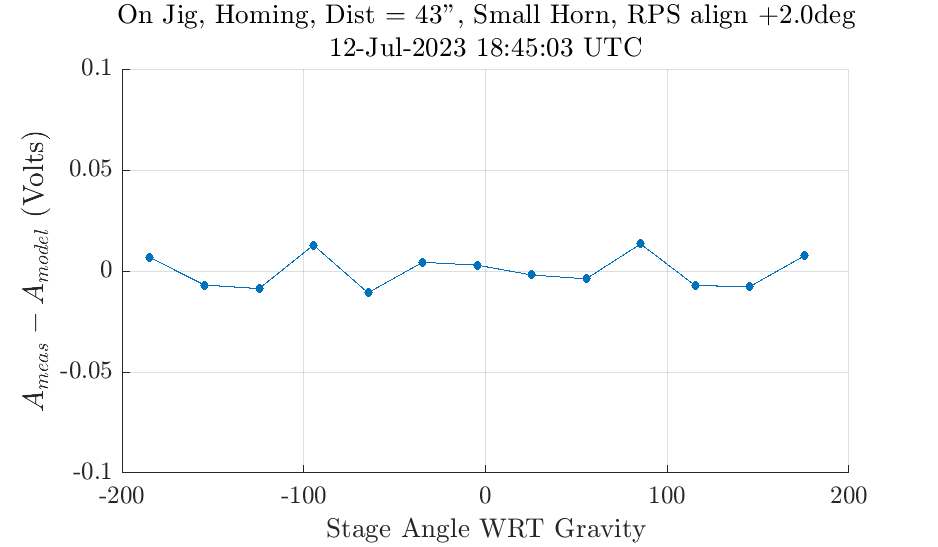 On Jig, Homing, Dist = 43”, Small Horn, RPS align +2.0deg
12-Jul-2023 18:45:03 UTC
0.1
0.05
0
-0.05
-0.1
A_meas − A_model (Volts)
-200 -100 0 100 200
Stage Angle WRT Gravity